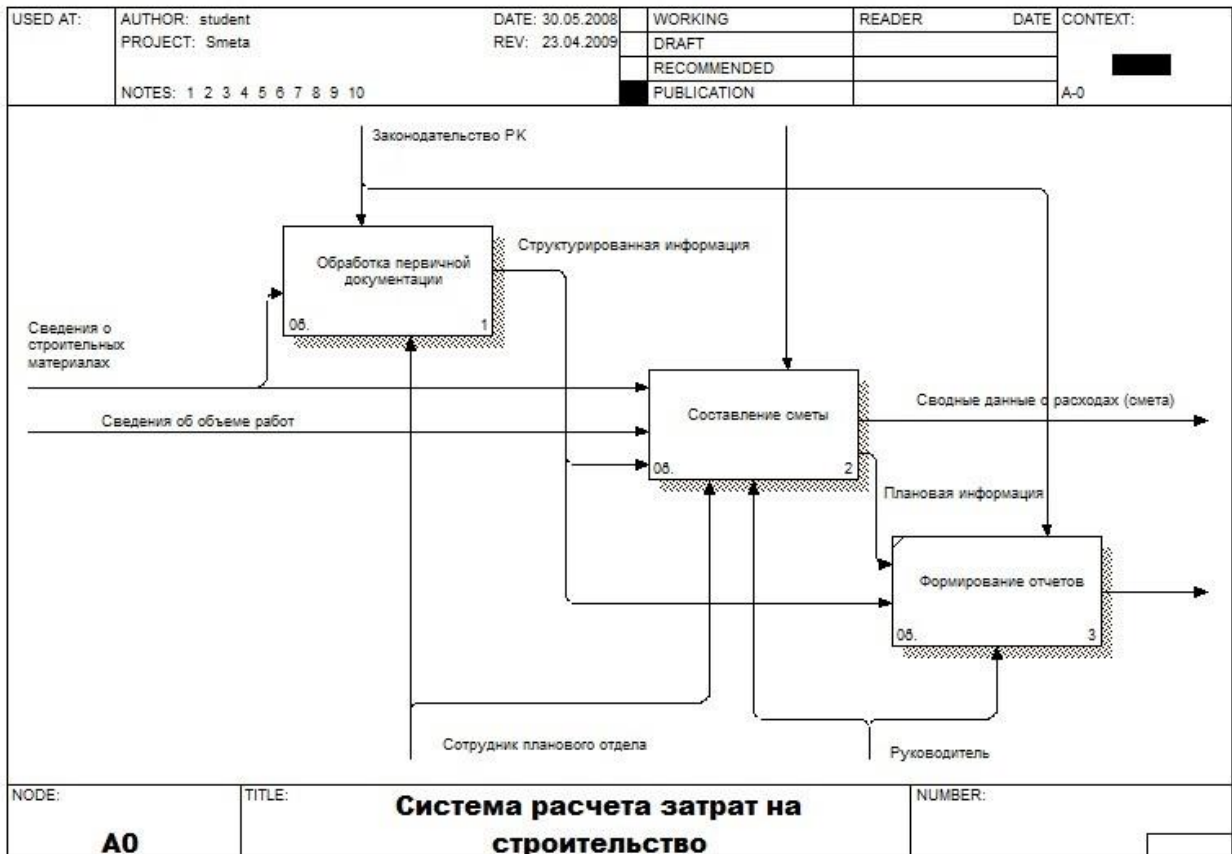 USED AT:
AUTHOR: student
DATE: 30.05.2008
PROJECT: Smeta
REV: 23.04.2009
NOTES: 1 2 3 4 5 6 7 8 9 10
WORKING
DRAFT
RECOMMENDED
PUBLICATION
READER
DATE
CONTEXT:
A-0
Законодательство РК
Обработка первичной
документации
0б.
1
Структурированная информация
Сведения о
строительных
материалах
Сведения об объеме работ
Составление сметы
0б.
2
Сводные данные о расходах (смета)
Плановая информация
Формирование отчетов
0б.
3
Сотрудник планового отдела
Руководитель
NODE:
A0
TITLE:
Система расчета затрат на
строительство
NUMBER: